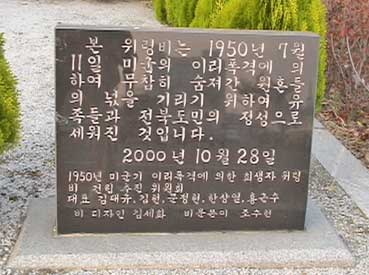 본 위령비는 1950년 7월
11일 미군의 이리폭격에 의
하여 무참히 숨져간 원혼들
의 넋을 기리기 위하여 유
족들과 전북도민의 정성으로
세워진 것입니다.
2000년 10월 28일
1950년 미군기 이리폭격에 의한 희생자 위령
비 건립 추진 위원회
대표 김대규, 김현, 문정현, 한상열, 용군수
비 디자인 김세화 비문쓴이 조수현